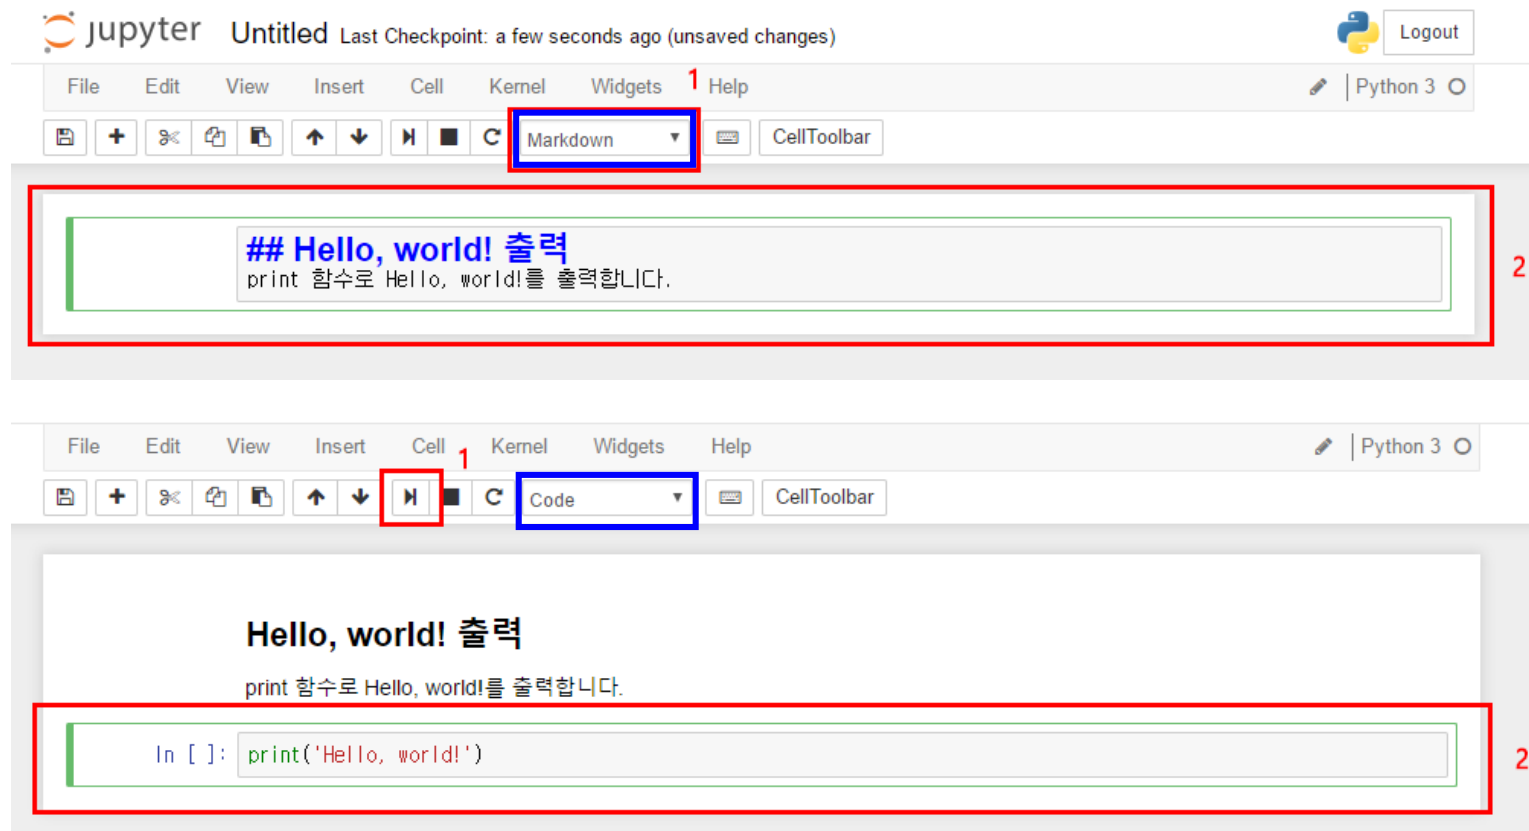 jupyter Untitled Last Checkpoint: a few seconds ago (unsaved changes) Logout
File Edit View Insert Cell Kernel Widgets 1 Help Python 3
Markdown CellToolbar
## Hello, world! 출력
print 함수로 Hello, world!를 출력합니다.
2
File Edit View Insert Cell 1 Kernel Widgets Help Python 3
Code CellToolbar
Hello, world! 출력
print 함수로 Hello, world!를 출력합니다.
In [ ]: print('Hello, world!')
2